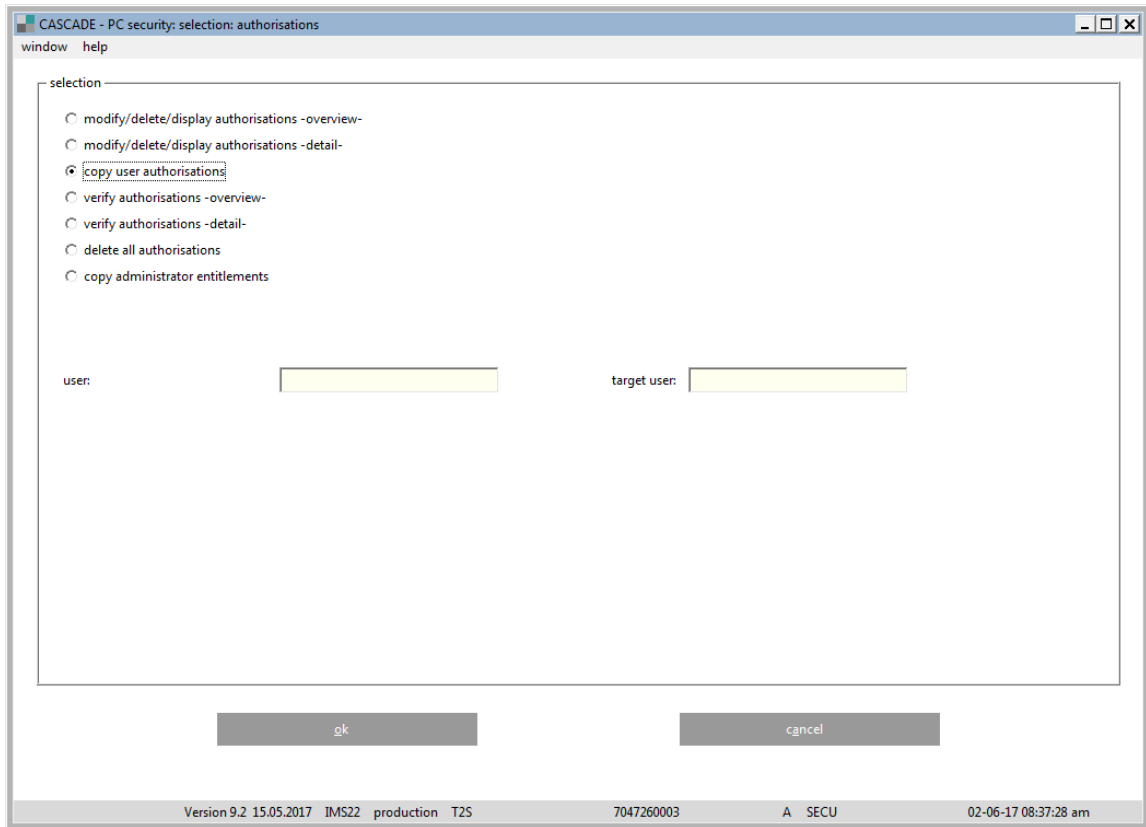 CASCADE - PC security: selection: authorisations
window help
selection
modify/delete/display authorisations -overview-
modify/delete/display authorisations -detail-
copy user authorisations
verify authorisations -overview-
verify authorisations -detail-
delete all authorisations
copy administrator entitlements
user: target user:
ok cancel
Version 9.2 15.05.2017 IMS22 production T2S 7047260003 A SECU 02-06-17 08:37:28 am